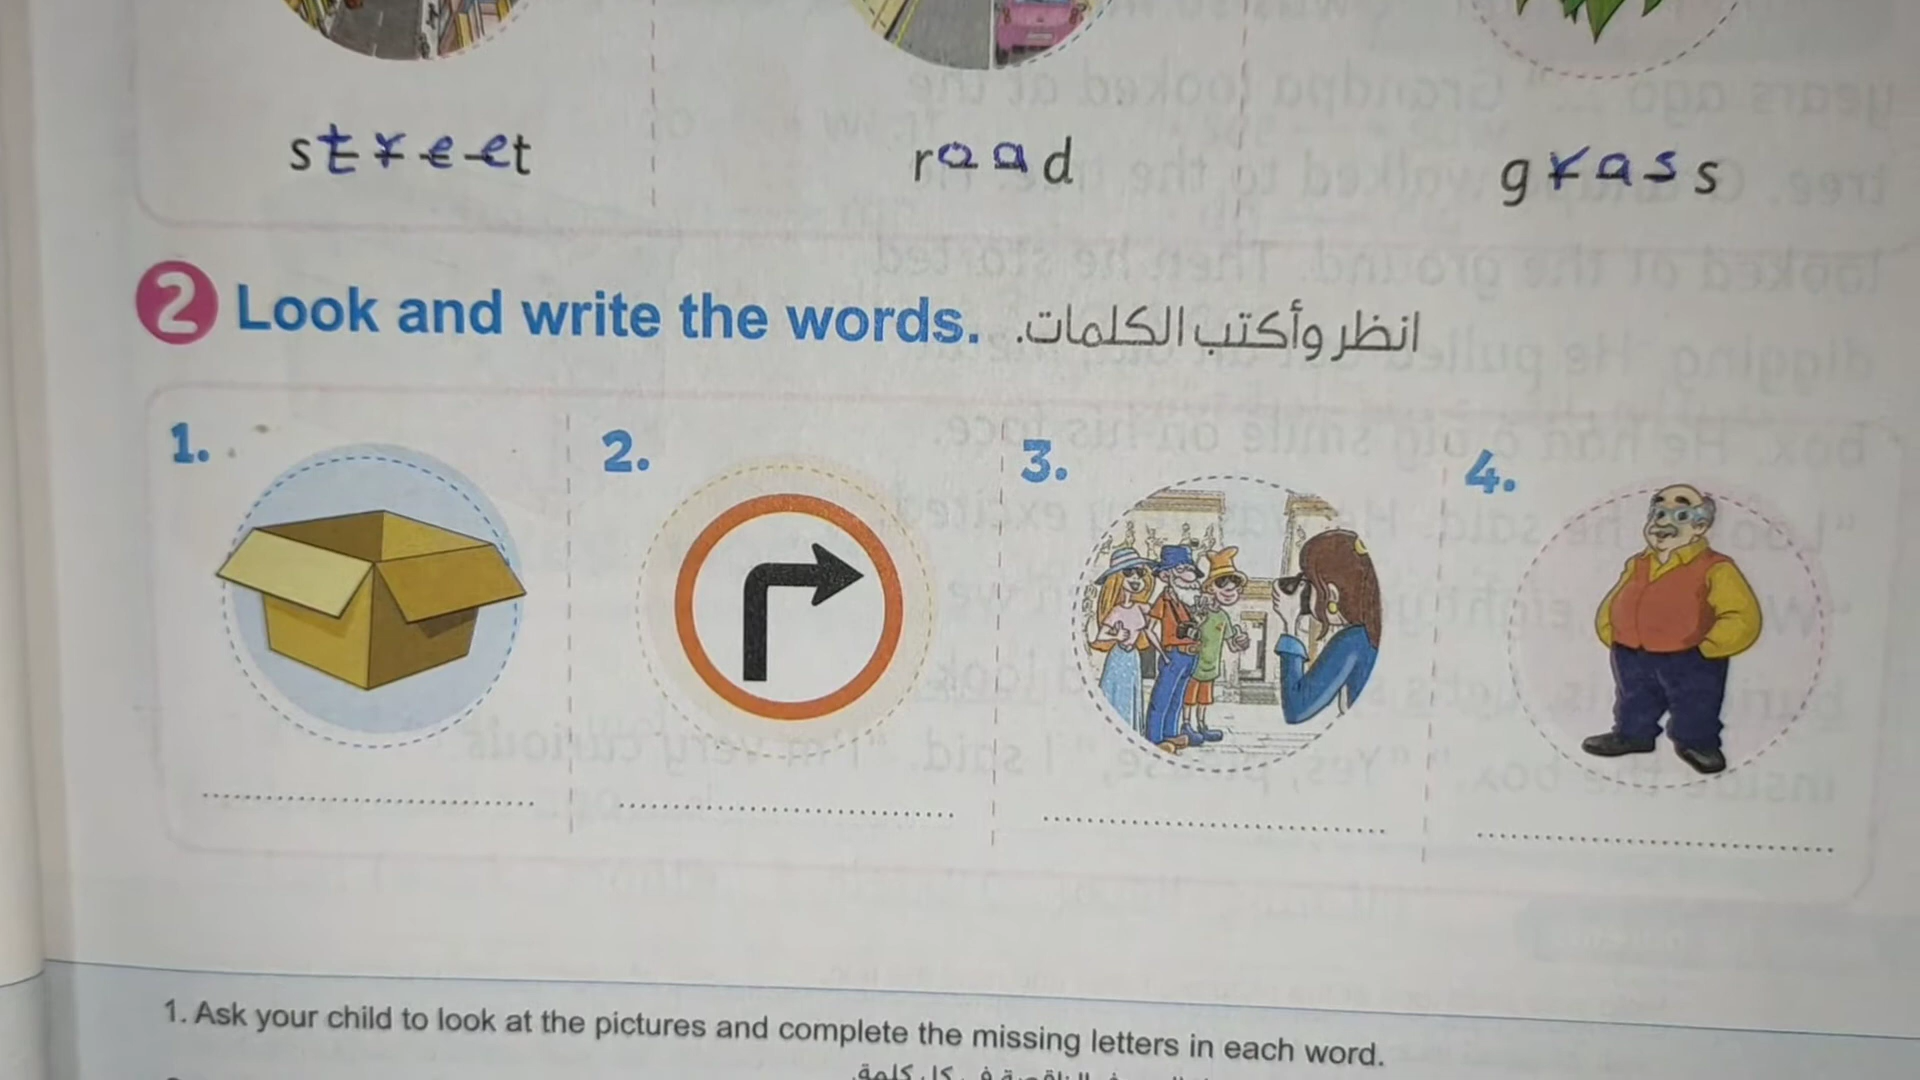 street road grass
2 Look and write the words. انظر وأكتب الكلمات.
1. 2. 3. 4.
1. Ask your child to look at the pictures and complete the missing letters in each word.